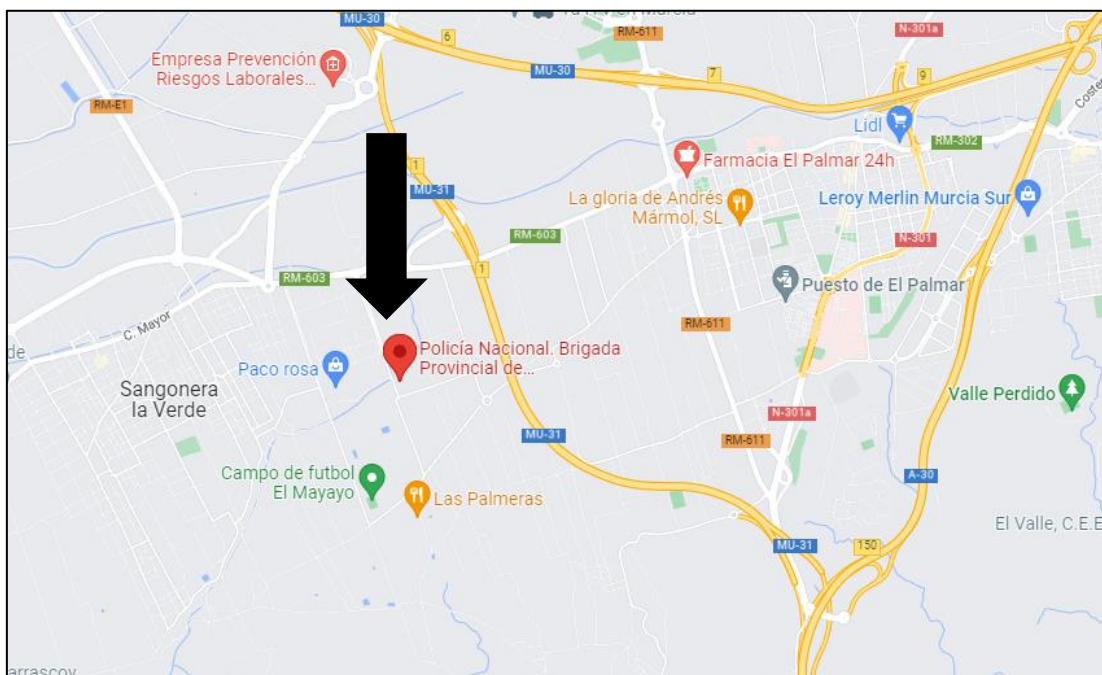 MU-30
RM-611
N-301a
6
Empresa Prevención
Riesgos Laborales...
MU-30
7
9
RM-E1
Lidl
Coste
RM-302
1
Farmacia El Palmar 24h
MU-31
La gloria de Andrés
Mármol, SL
Leroy Merlin Murcia Sur
RM-603
N-301
1
RM-603
Puesto de El Palmar
C. Mayor
RM-611
de
Policía Nacional. Brigada
Provincial de...
Paco rosa
Sangonera
la Verde
Valle Perdido
N-301a
MU-31
RM-611
Campo de futbol
El Mayayo
A-30
Las Palmeras
El Valle, C.E.E
MU-31
150
arrascoy